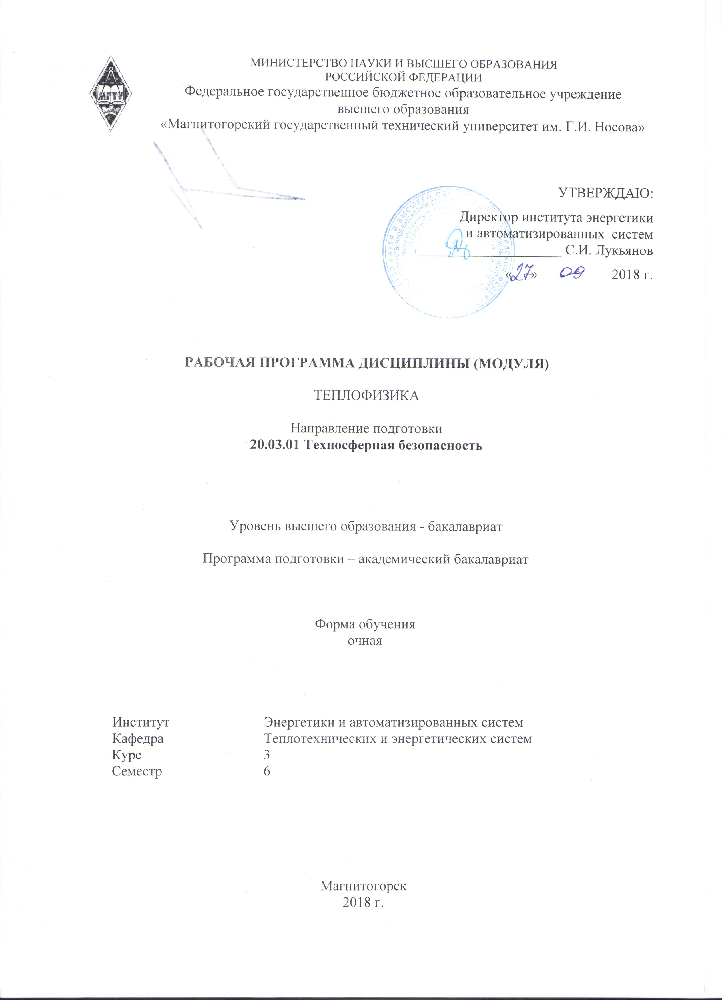 МИНИСТЕРСТВО НАУКИ И ВЫСШЕГО ОБРАЗОВАНИЯ
РОССИЙСКОЙ ФЕДЕРАЦИИ
Федеральное государственное бюджетное образовательное учреждение
высшего образования
«Магнитогорский государственный технический университет им. Г.И. Носова»
МГТУ
УТВЕРЖДАЮ:
Директор института энергетики
и автоматизированных систем
С.И. Лукьянов
«27» 09 2018 г.
РАБОЧАЯ ПРОГРАММА ДИСЦИПЛИНЫ (МОДУЛЯ)
ТЕПЛОФИЗИКА
Направление подготовки
20.03.01 Техносферная безопасность
Уровень высшего образования - бакалавриат
Программа подготовки – академический бакалавриат
Форма обучения
очная
Институт Энергетики и автоматизированных систем
Кафедра Теплотехнических и энергетических систем
Курс 3
Семестр 6
Магнитогорск
2018 г.